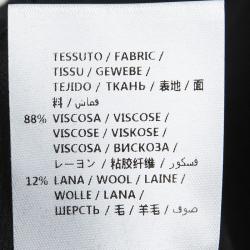 TESSUTO / FABRIC /
TISSU / GEWEBE /
TEJIDO / ТКАНЬ / 表地 / 面
料 / قماش /
88% VISCOSA / VISCOSE /
VISCOSE / VISKOSE /
VISCOSA / ВИСКОЗА /
レーヨン / 粘胶纤维 / فسكوز /
12% LANA / WOOL / LAINE /
WOLLE / LANA /
ШЕРСТЬ / 毛 / 羊毛 / صوف /